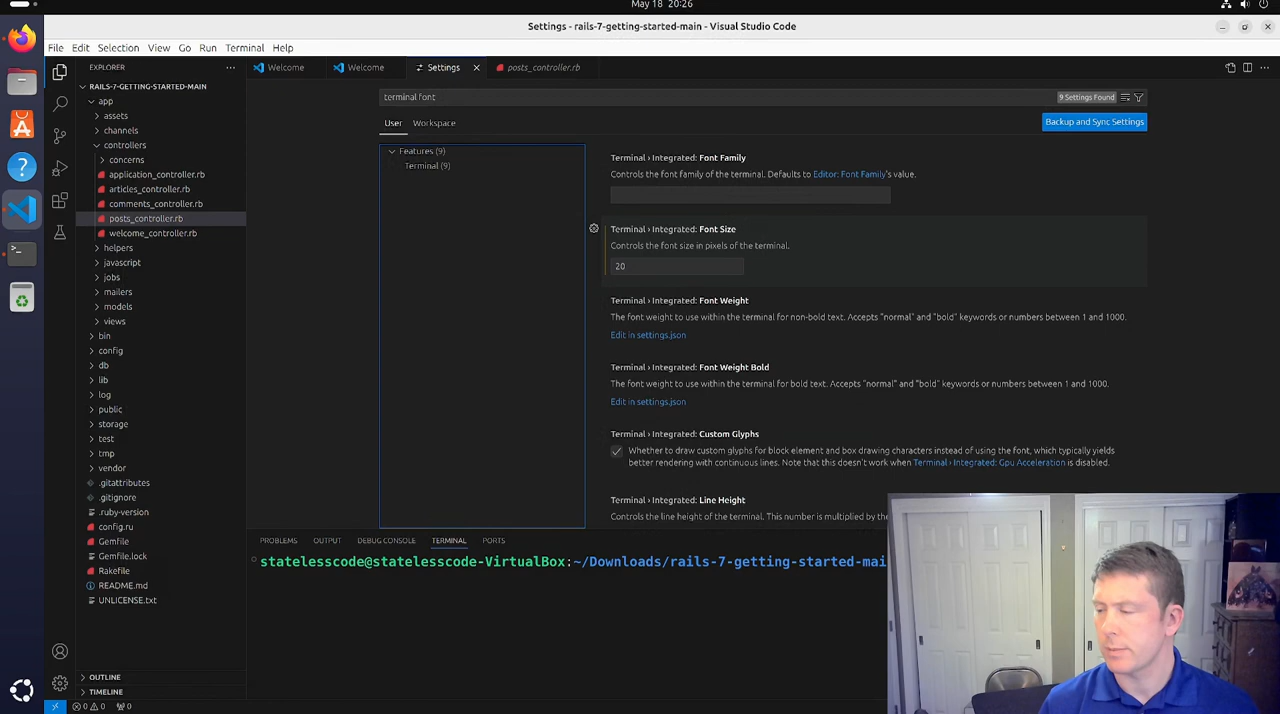 May 18 20:26
Settings - rails-7-getting-started-main - Visual Studio Code
File Edit Selection View Go Run Terminal Help
EXPLORER
Welcome
Welcome
Settings
posts_controller.rb
RAILS-7-GETTING-STARTED-MAIN
app
assets
channels
controllers
concerns
application_controller.rb
articles_controller.rb
comments_controller.rb
posts_controller.rb
welcome_controller.rb
helpers
javascript
jobs
mailers
models
views
bin
config
db
lib
log
public
storage
test
tmp
vendor
.gitattributes
.gitignore
.ruby-version
config.ru
Gemfile
Gemfile.lock
Rakefile
README.md
UNLICENSE.txt
OUTLINE
TIMELINE
terminal font
9 Settings Found
User Workspace
Backup and Sync Settings
Features (9)
Terminal (9)
Terminal › Integrated: Font Family
Controls the font family of the terminal. Defaults to Editor: Font Family's value.
Terminal › Integrated: Font Size
Controls the font size in pixels of the terminal.
20
Terminal › Integrated: Font Weight
The font weight to use within the terminal for non-bold text. Accepts "normal" and "bold" keywords or numbers between 1 and 1000.
Edit in settings.json
Terminal › Integrated: Font Weight Bold
The font weight to use within the terminal for bold text. Accepts "normal" and "bold" keywords or numbers between 1 and 1000.
Edit in settings.json
Terminal › Integrated: Custom Glyphs
Whether to draw custom glyphs for block element and box drawing characters instead of using the font, which typically yields
better rendering with continuous lines. Note that this doesn't work when Terminal › Integrated: Gpu Acceleration is disabled.
Terminal › Integrated: Line Height
Controls the line height of the terminal. This number is multiplied by the
PROBLEMS OUTPUT DEBUG CONSOLE TERMINAL PORTS
statelesscode@statelesscode-VirtualBox:~/Downloads/rails-7-getting-started-mai
0 0 0